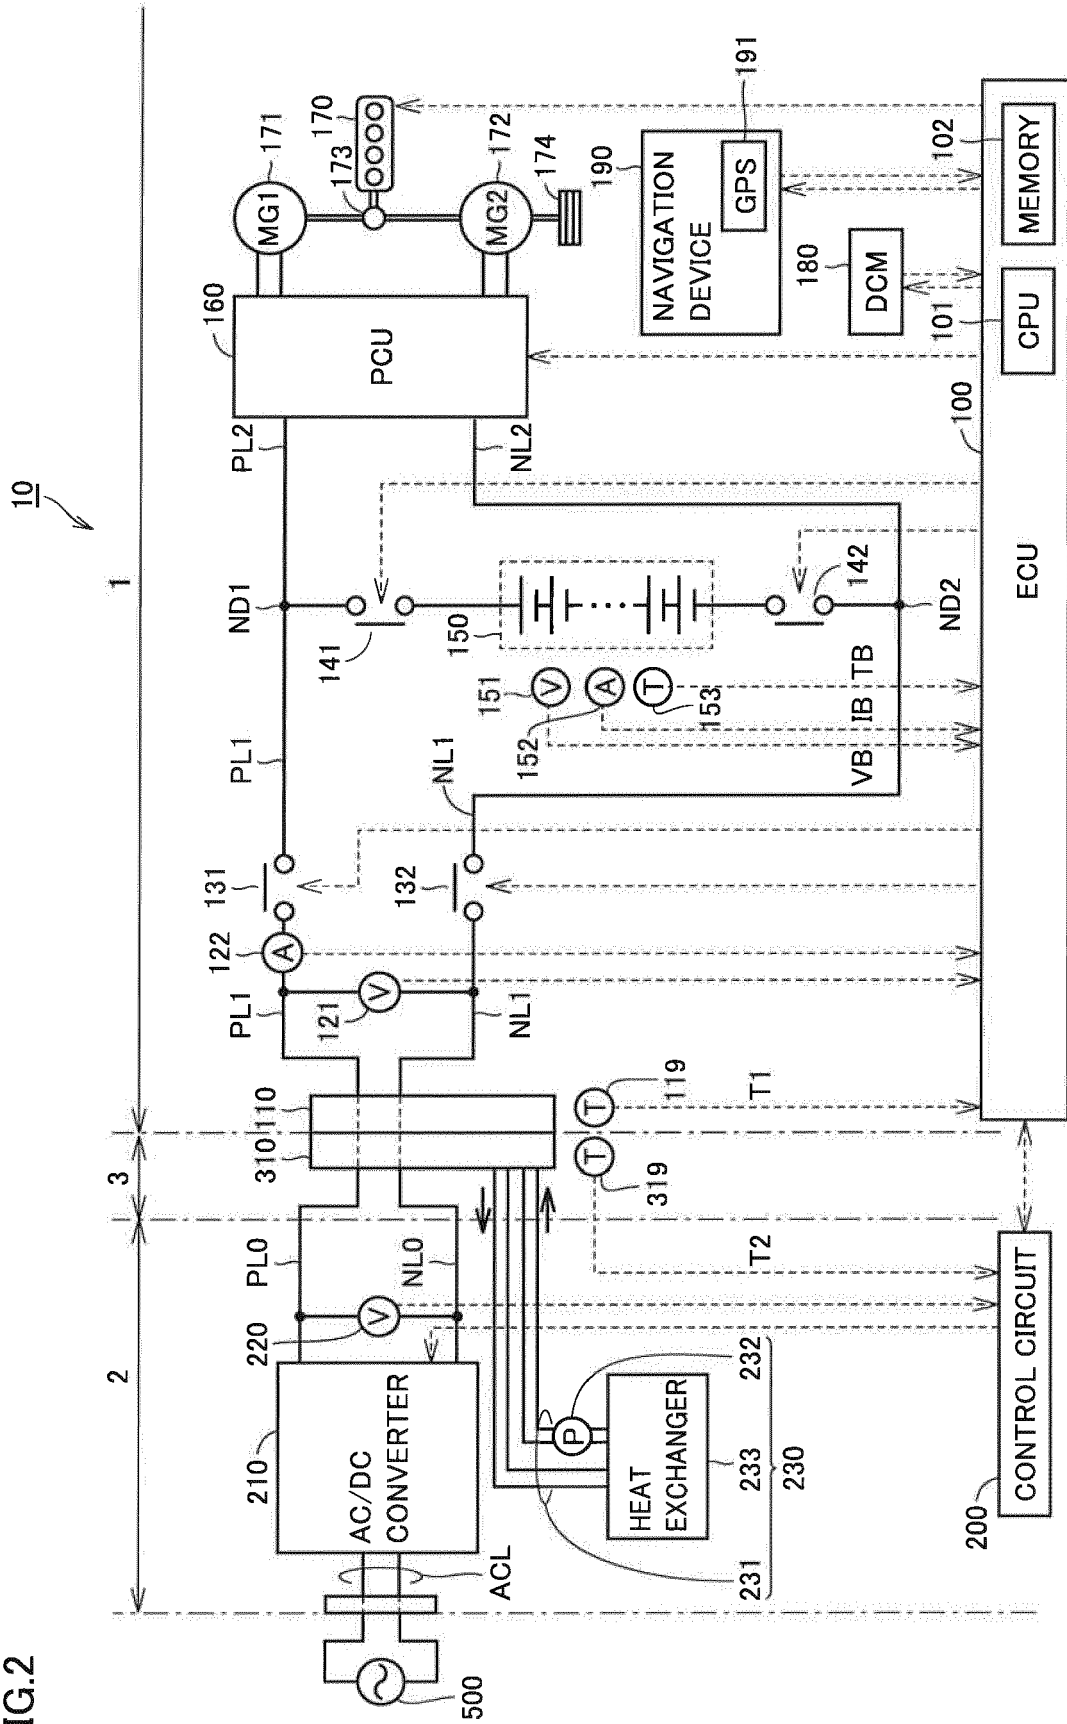 IG.2
10
2
3
1
500
ACL
210
AC/DC
CONVERTER
220
PL0
NL0
310
110
PL1
NL1
121
122
131
132
PL1
NL1
ND1
141
150
142
ND2
151
152
153
VB
IB
TB
PL2
NL2
160
PCU
MG1
171
173
170
MG2
172
174
NAVIGATION
DEVICE
190
GPS
191
180
DCM
V
V
A
V
A
T
T
T
119
319
T1
T2
P
HEAT
EXCHANGER
231
232
233
230
200
CONTROL CIRCUIT
100
ECU
101
CPU
102
MEMORY